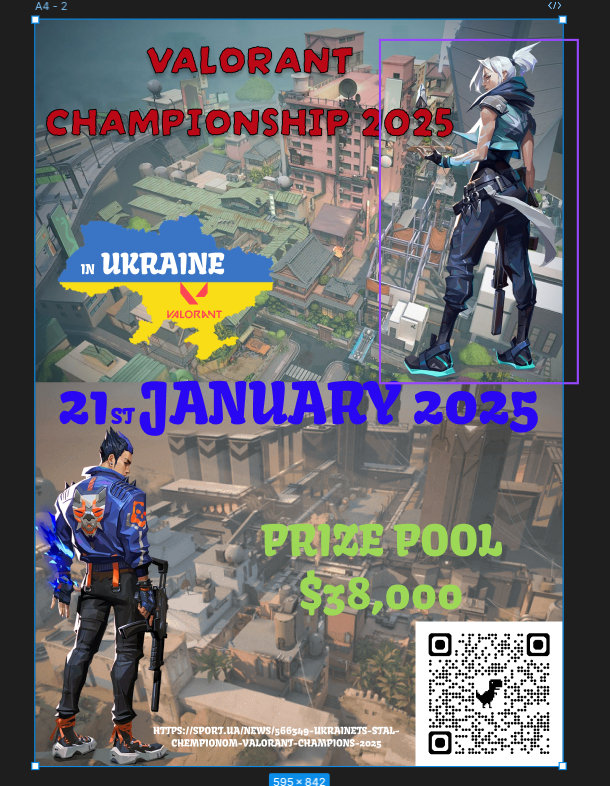 A4 - 2
</>
VALORANT
CHAMPIONSHIP 2025
IN UKRAINE
VALORANT
21ST JANUARY 2025
PRIZE POOL
$38,000
HTTPS://SPORT.UA/NEWS/566349-UKRAINETS-STAL-
CHEMPIONOM-VALORANT-CHAMPIONS-2025
595 × 842